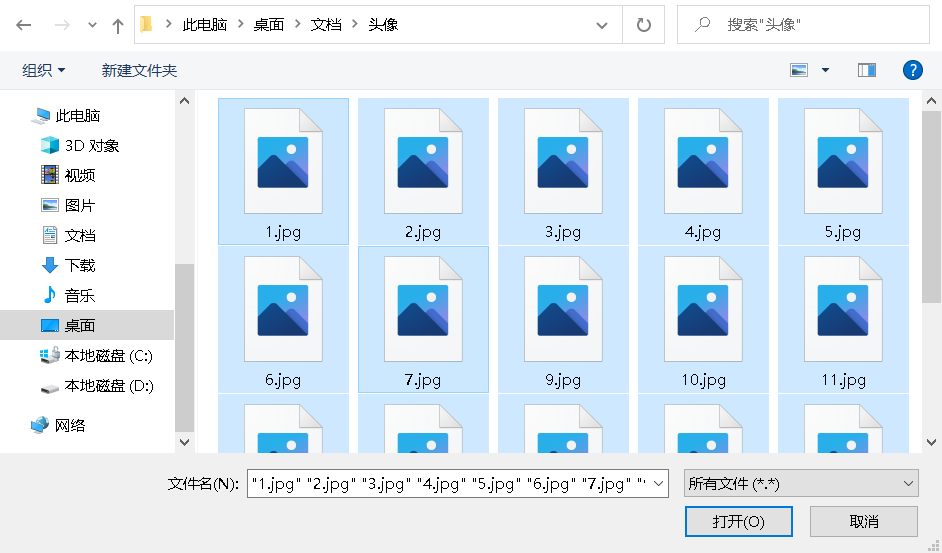 此电脑 桌面 文档 头像 搜索"头像"
组织 新建文件夹 ?
此电脑
3D 对象
视频
图片
文档
下载
音乐
桌面
本地磁盘 (C:)
本地磁盘 (D:)
网络
1.jpg 2.jpg 3.jpg 4.jpg 5.jpg
6.jpg 7.jpg 9.jpg 10.jpg 11.jpg
文件名(N): "1.jpg" "2.jpg" "3.jpg" "4.jpg" "5.jpg" "6.jpg" "7.jpg" 所有文件 (*.*)
打开(O) 取消